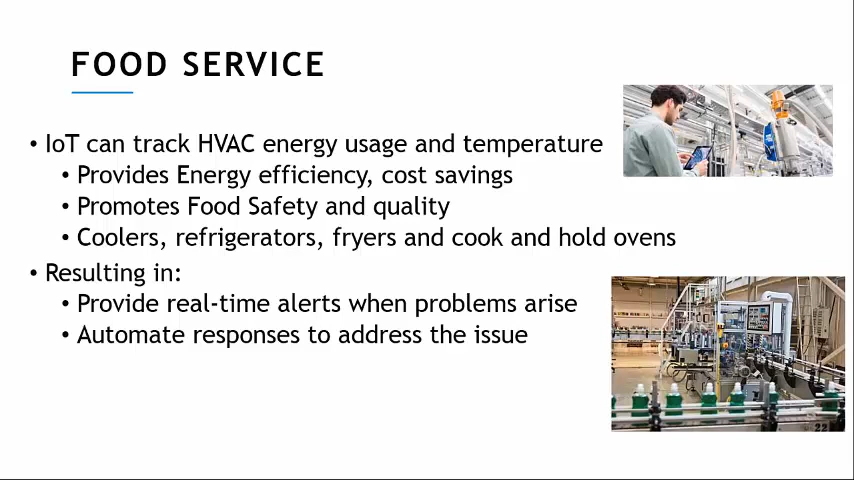 FOOD SERVICE
• IoT can track HVAC energy usage and temperature
• Provides Energy efficiency, cost savings
• Promotes Food Safety and quality
• Coolers, refrigerators, fryers and cook and hold ovens
• Resulting in:
• Provide real-time alerts when problems arise
• Automate responses to address the issue
22